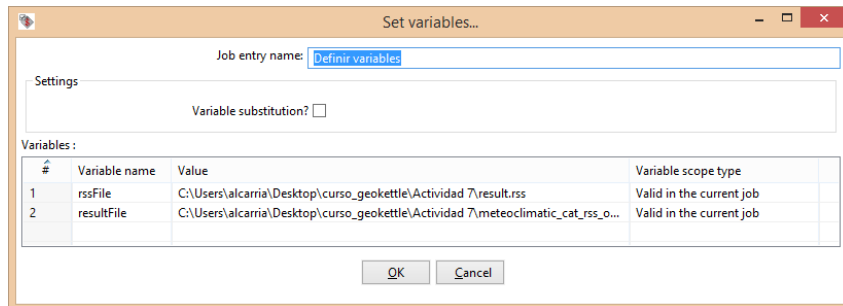 Set variables...
Job entry name: Definir variables
Settings
Variable substitution?
Variables :
# Variable name Value Variable scope type
1 rssFile C:\Users\alcarria\Desktop\curso_geokettle\Actividad 7\result.rss Valid in the current job
2 resultFile C:\Users\alcarria\Desktop\curso_geokettle\Actividad 7\meteoclimatic_cat_rss_o... Valid in the current job
OK Cancel